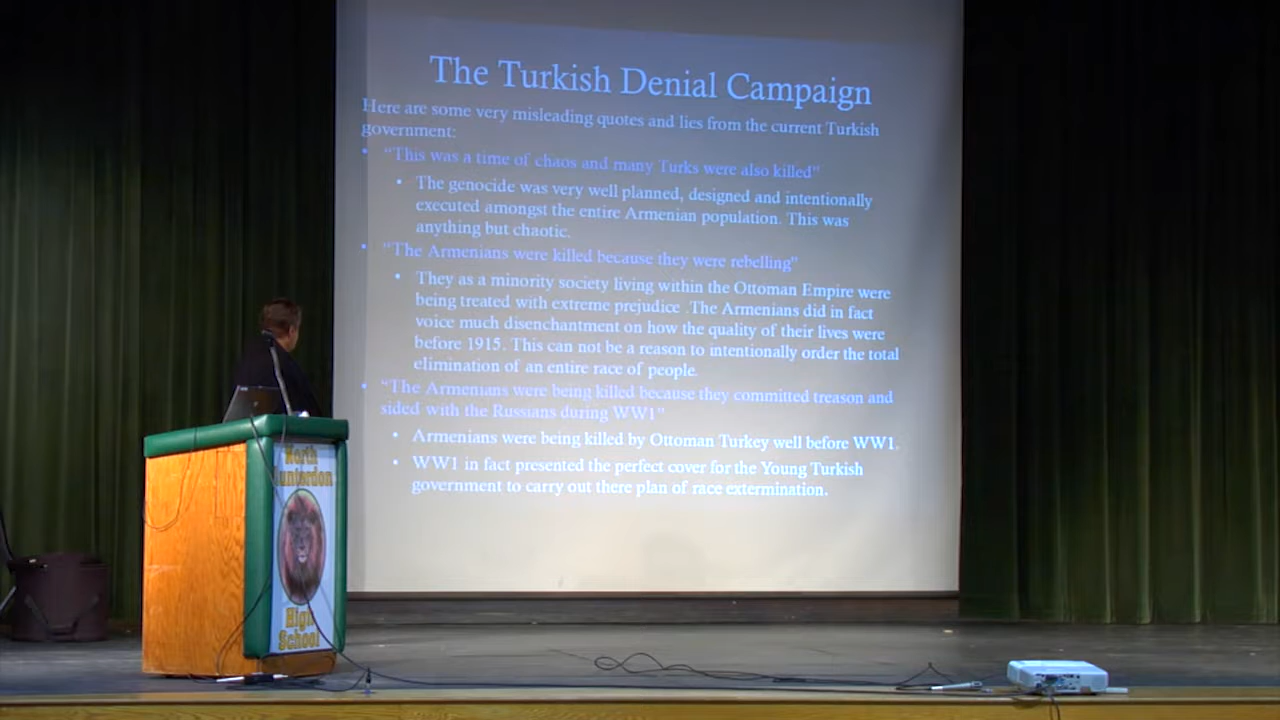 The Turkish Denial Campaign
Here are some very misleading quotes and lies from the current Turkish
government:
• "This was a time of chaos and many Turks were also killed"
• The genocide was very well planned, designed and intentionally
executed amongst the entire Armenian population. This was
anything but chaotic.
• "The Armenians were killed because they were rebelling"
• They as a minority society living within the Ottoman Empire were
being treated with extreme prejudice .The Armenians did in fact
voice much disenchantment on how the quality of their lives were
before 1915. This can not be a reason to intentionally order the total
elimination of an entire race of people.
• "The Armenians were being killed because they committed treason and
sided with the Russians during WW1"
• Armenians were being killed by Ottoman Turkey well before WW1.
• WW1 in fact presented the perfect cover for the Young Turkish
government to carry out there plan of race extermination.
North
Hunterdon
High
School